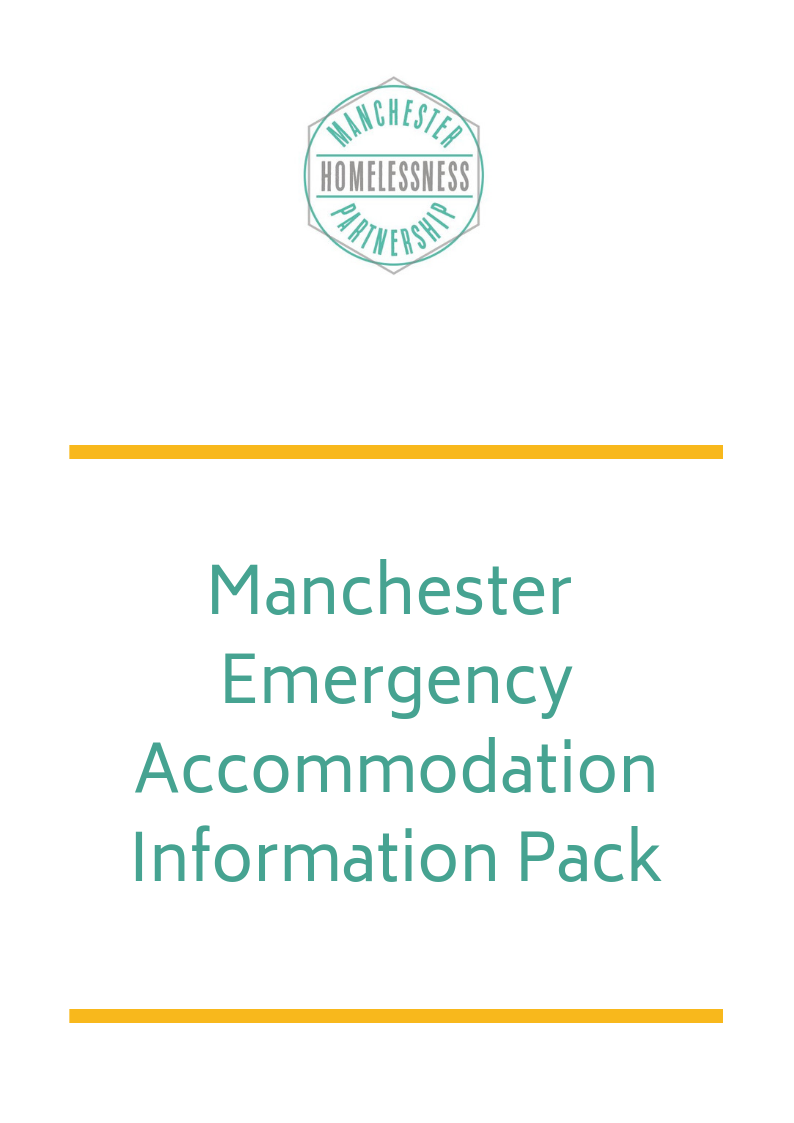 MANCHESTER
HOMELESSNESS
PARTNERSHIP
Manchester
Emergency
Accommodation
Information Pack